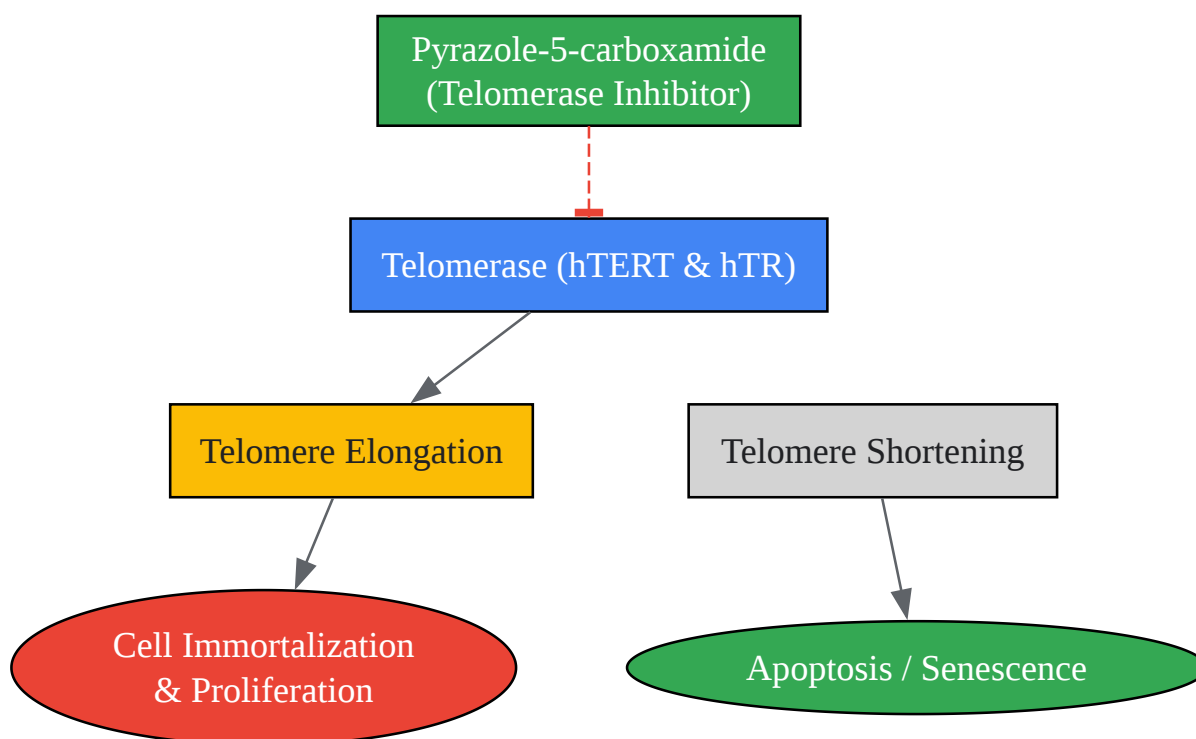 Pyrazole-5-carboxamide
(Telomerase Inhibitor)
Telomerase (hTERT & hTR)
Telomere Elongation
Telomere Shortening
Cell Immortalization
& Proliferation
Apoptosis / Senescence